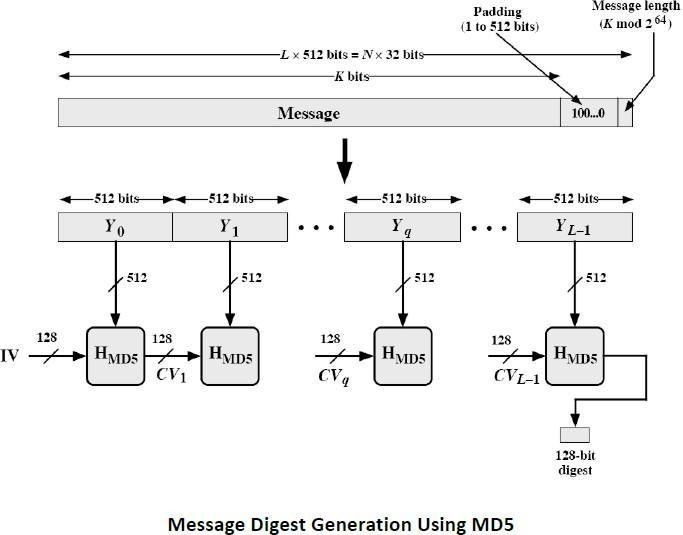 Padding
(1 to 512 bits)
Message length
(K mod 2^64)
L × 512 bits = N × 32 bits
K bits
Message
100...0
512 bits
512 bits
512 bits
512 bits
Y0
Y1
• • •
Yq
• • •
YL–1
512
512
512
512
IV
128
HMD5
128
CV1
HMD5
128
CVq
HMD5
128
CVL–1
HMD5
128-bit
digest
Message Digest Generation Using MD5